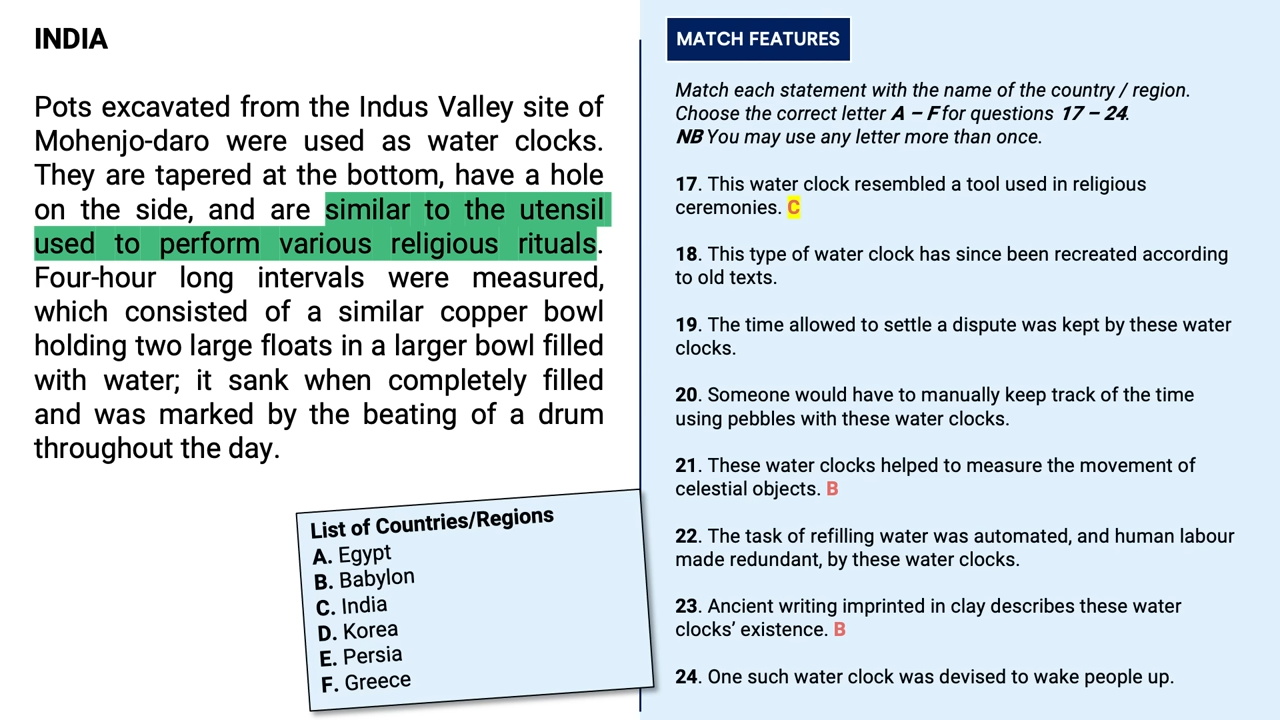 INDIA
Pots excavated from the Indus Valley site of
Mohenjo-daro were used as water clocks.
They are tapered at the bottom, have a hole
on the side, and are similar to the utensil
used to perform various religious rituals.
Four-hour long intervals were measured,
which consisted of a similar copper bowl
holding two large floats in a larger bowl filled
with water; it sank when completely filled
and was marked by the beating of a drum
throughout the day.
List of Countries/Regions
A. Egypt
B. Babylon
C. India
D. Korea
E. Persia
F. Greece
MATCH FEATURES
Match each statement with the name of the country / region.
Choose the correct letter A – F for questions 17 – 24.
NB You may use any letter more than once.
17. This water clock resembled a tool used in religious
ceremonies. C
18. This type of water clock has since been recreated according
to old texts.
19. The time allowed to settle a dispute was kept by these water
clocks.
20. Someone would have to manually keep track of the time
using pebbles with these water clocks.
21. These water clocks helped to measure the movement of
celestial objects. B
22. The task of refilling water was automated, and human labour
made redundant, by these water clocks.
23. Ancient writing imprinted in clay describes these water
clocks’ existence. B
24. One such water clock was devised to wake people up.